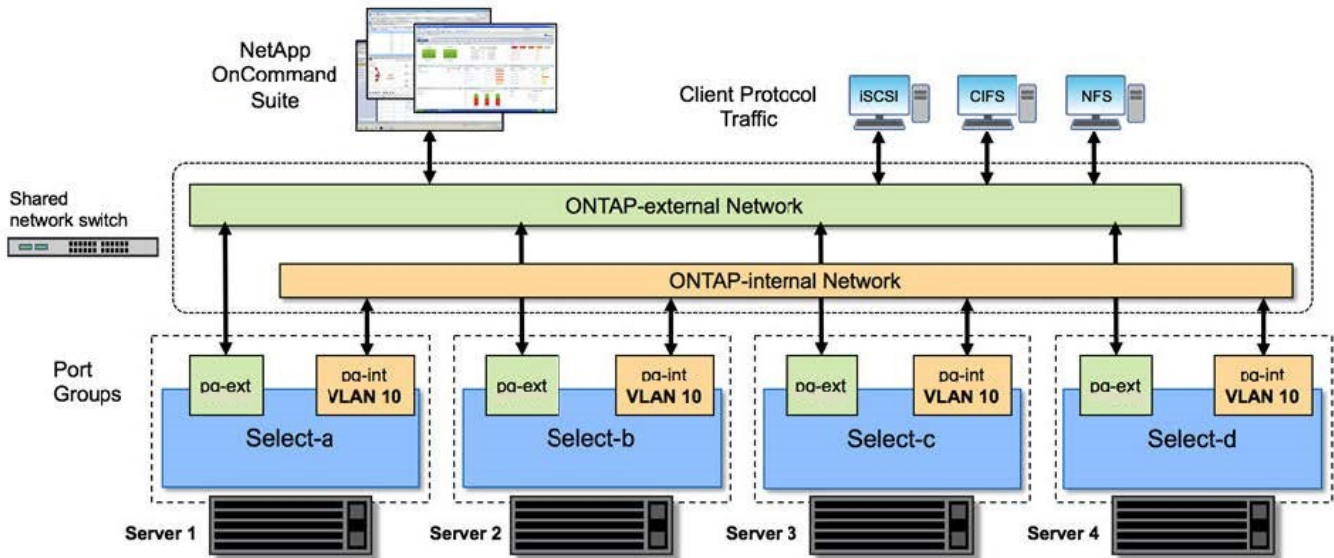 NetApp
OnCommand
Suite
Client Protocol
Traffic
iSCSI
CIFS
NFS
Shared
network switch
ONTAP-external Network
ONTAP-internal Network
Port
Groups
pg-ext
pg-int
VLAN 10
Select-a
pg-ext
pg-int
VLAN 10
Select-b
pg-ext
pg-int
VLAN 10
Select-c
pg-ext
pg-int
VLAN 10
Select-d
Server 1
Server 2
Server 3
Server 4